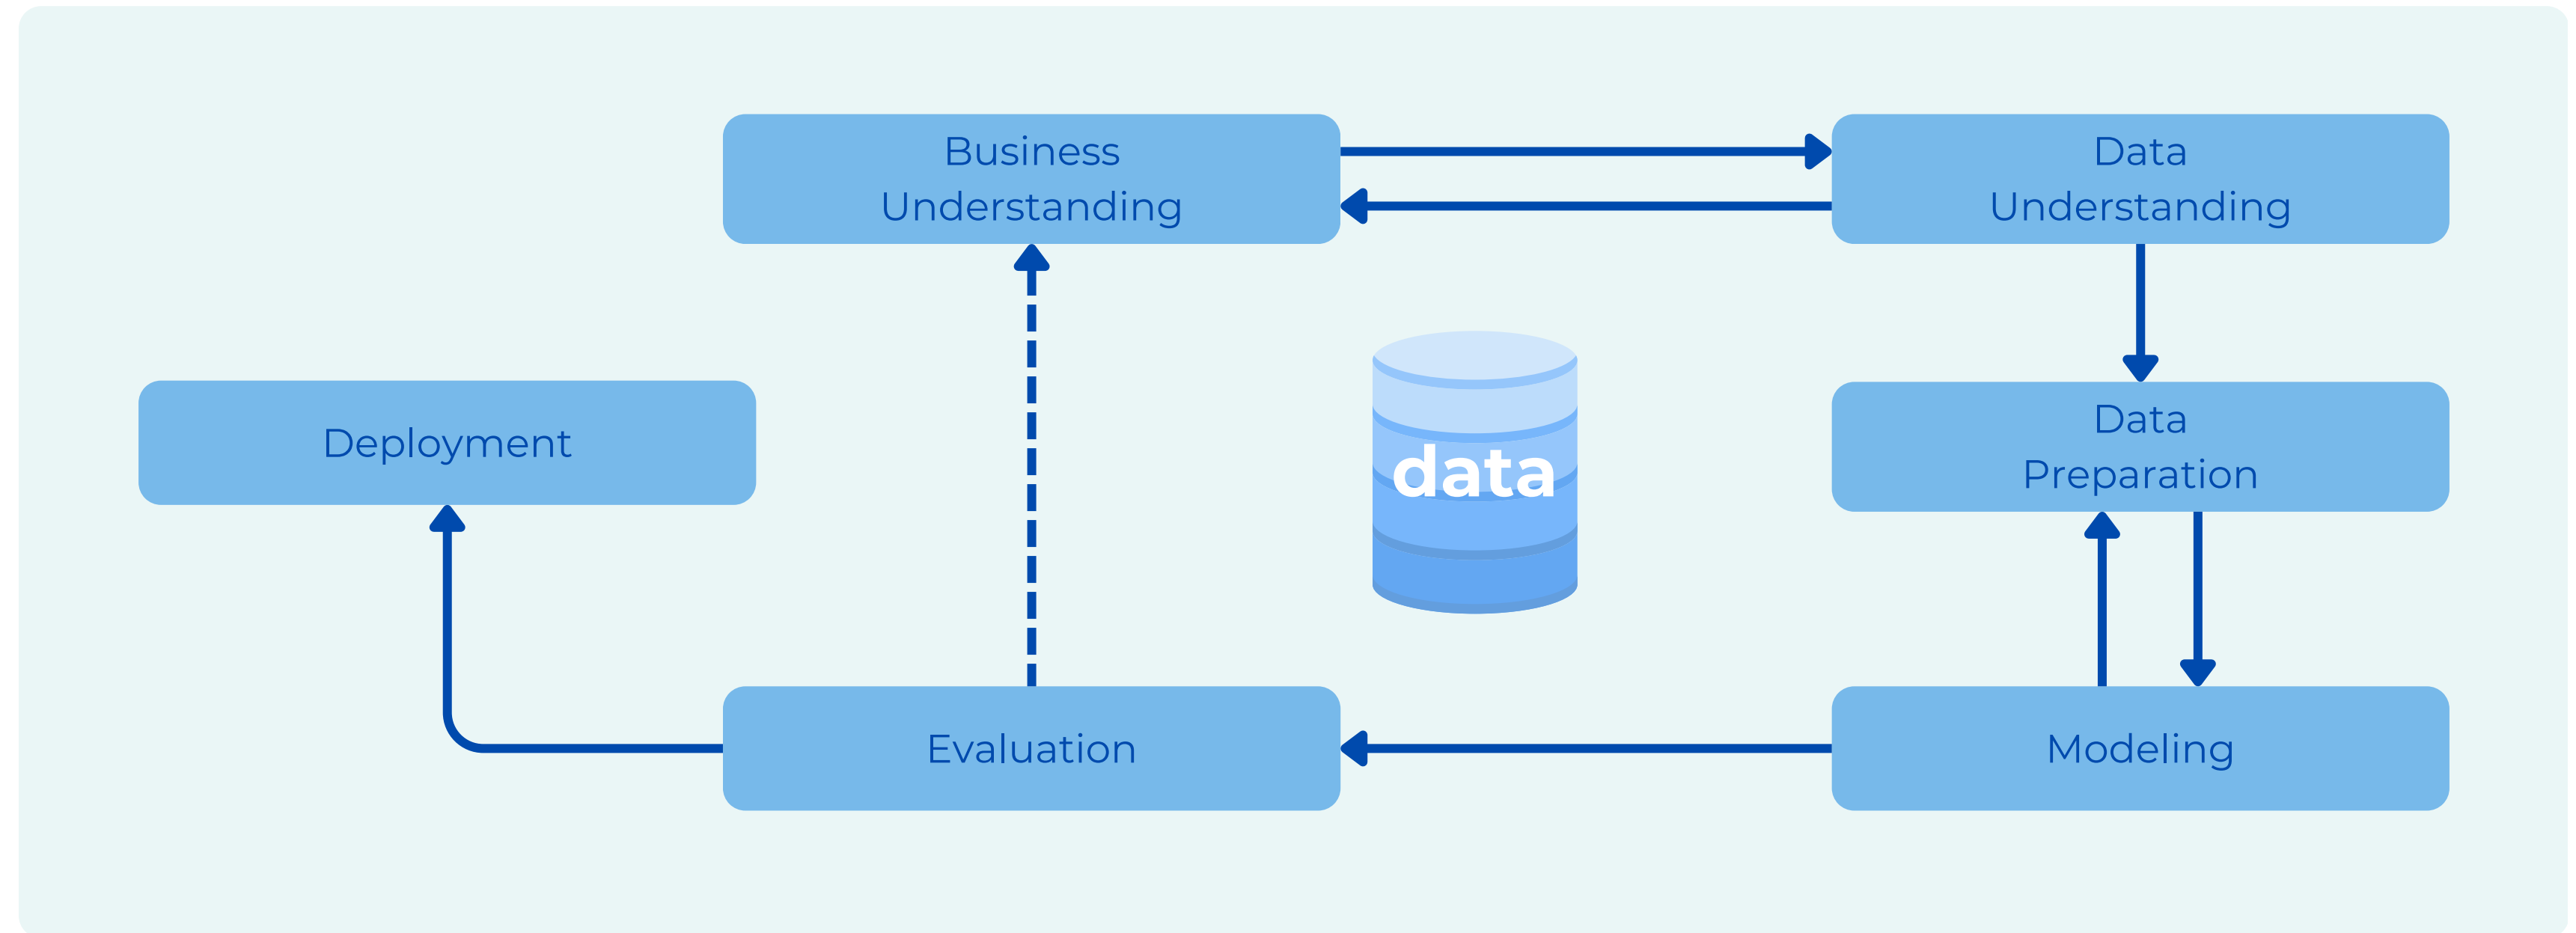 Business
Understanding
Data
Understanding
Deployment
data
Data
Preparation
Evaluation
Modeling